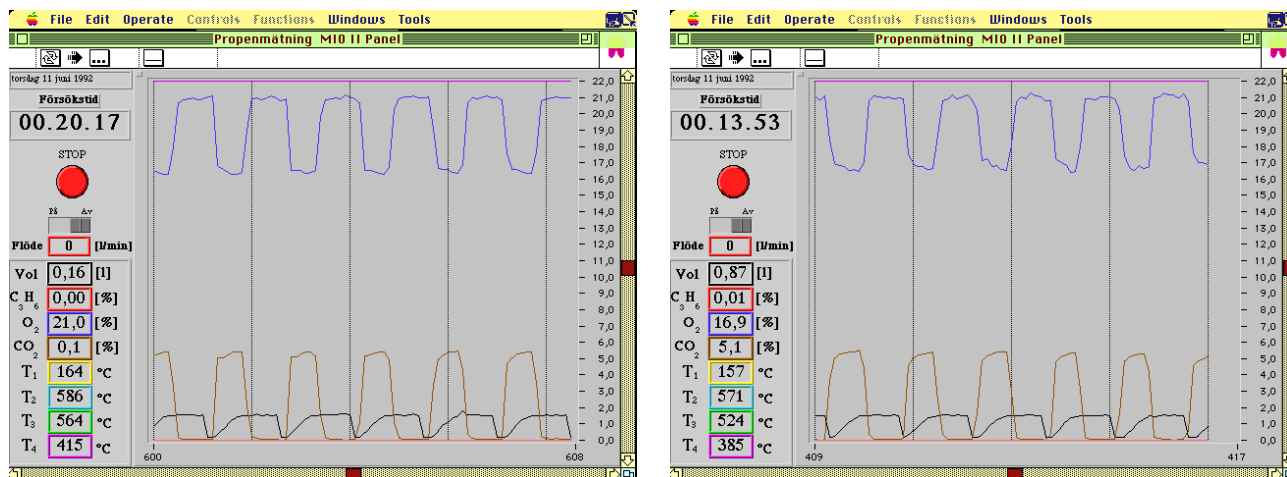 File Edit Operate Controls Functions Windows Tools
Propenmätning MIO II Panel
...
torsdag 11 juni 1992
Försökstid
00.20.17
STOP
På Av
Flöde 0 [l/min]
Vol 0,16 [l]
C3H6 0,00 [%]
O2 21,0 [%]
CO2 0,1 [%]
T1 164 °C
T2 586 °C
T3 564 °C
T4 415 °C
22,0
21,0
20,0
19,0
18,0
17,0
16,0
15,0
14,0
13,0
12,0
11,0
10,0
9,0
8,0
7,0
6,0
5,0
4,0
3,0
2,0
1,0
0,0
600 608
File Edit Operate Controls Functions Windows Tools
Propenmätning MIO II Panel
...
torsdag 11 juni 1992
Försökstid
00.13.53
STOP
På Av
Flöde 0 [l/min]
Vol 0,87 [l]
C3H6 0,01 [%]
O2 16,9 [%]
CO2 5,1 [%]
T1 157 °C
T2 571 °C
T3 524 °C
T4 385 °C
22,0
21,0
20,0
19,0
18,0
17,0
16,0
15,0
14,0
13,0
12,0
11,0
10,0
9,0
8,0
7,0
6,0
5,0
4,0
3,0
2,0
1,0
0,0
409 417